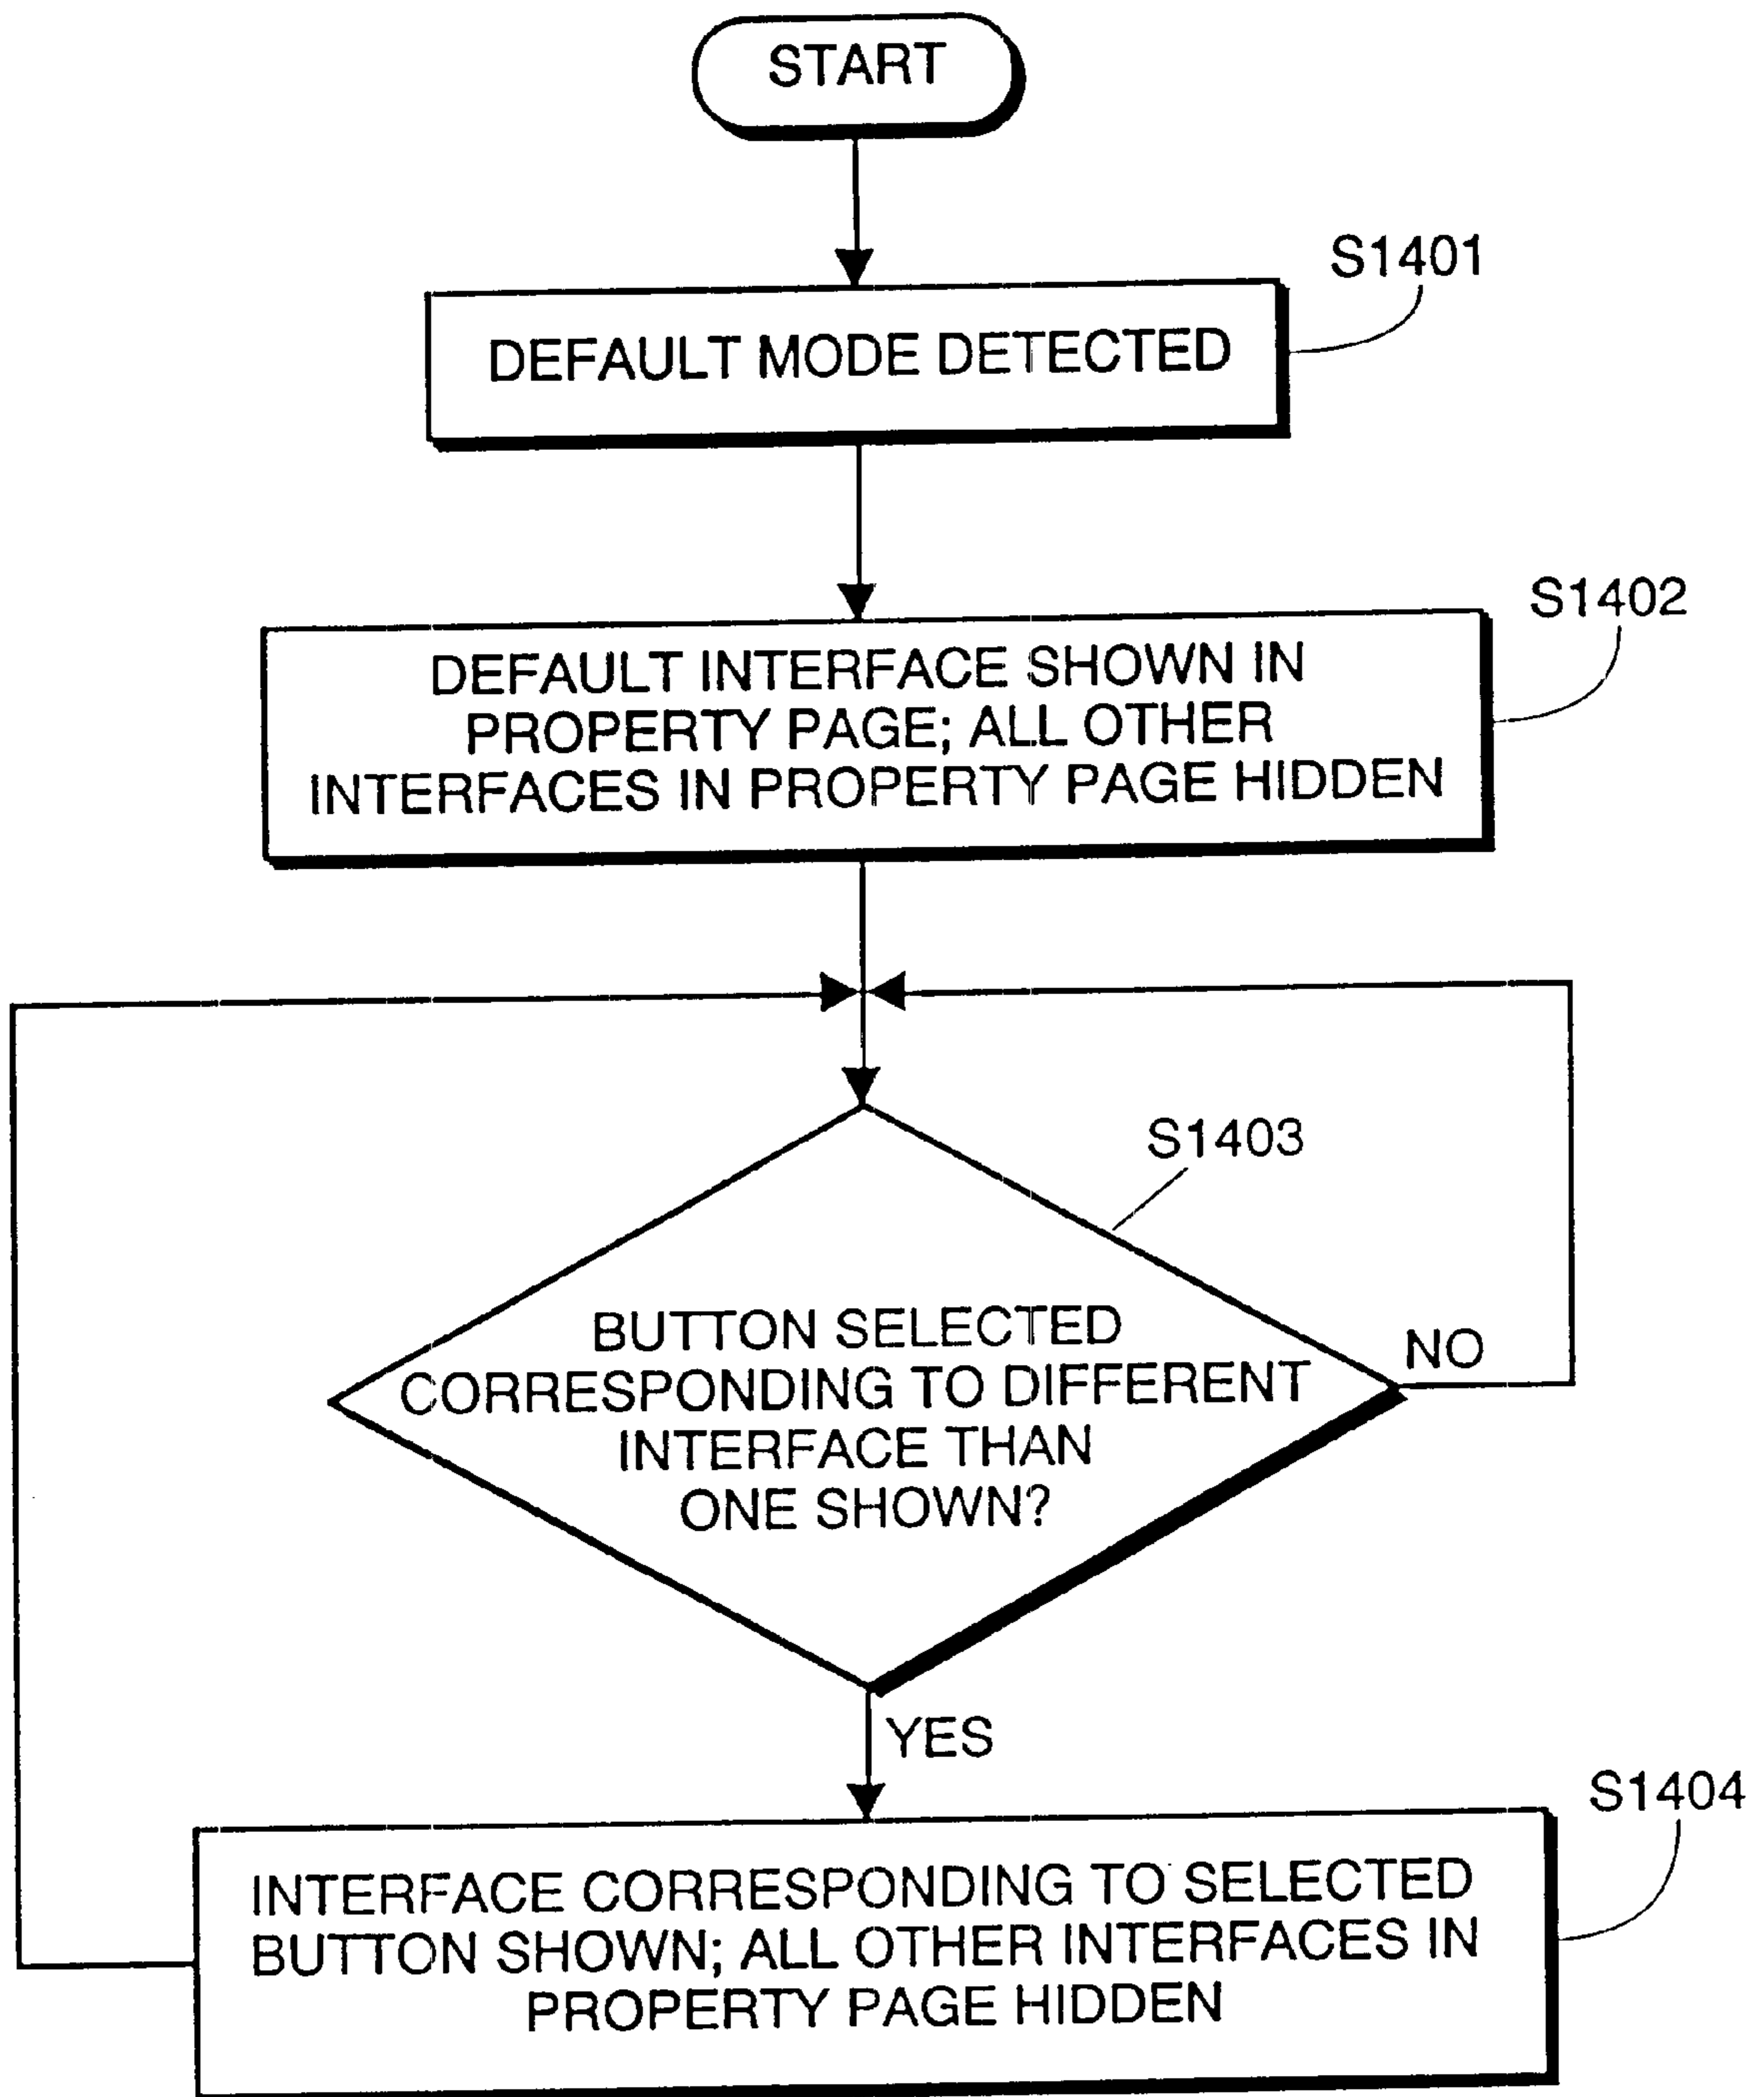 START
S1401
DEFAULT MODE DETECTED
S1402
DEFAULT INTERFACE SHOWN IN
PROPERTY PAGE; ALL OTHER
INTERFACES IN PROPERTY PAGE HIDDEN
S1403
BUTTON SELECTED
CORRESPONDING TO DIFFERENT
INTERFACE THAN
ONE SHOWN?
NO
YES
S1404
INTERFACE CORRESPONDING TO SELECTED
BUTTON SHOWN; ALL OTHER INTERFACES IN
PROPERTY PAGE HIDDEN